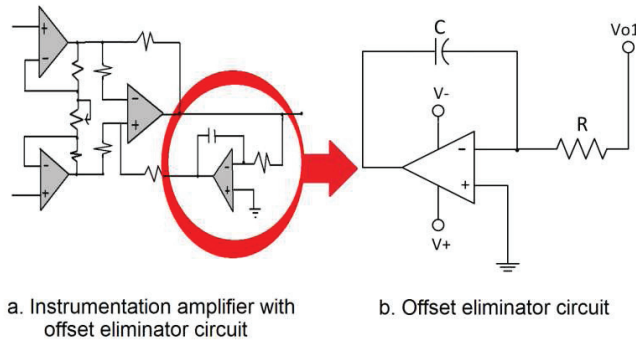 C
Vo1
V-
R
-
+
V+
a. Instrumentation amplifier with
offset eliminator circuit
b. Offset eliminator circuit
+
-
-
+
-
+
-
+